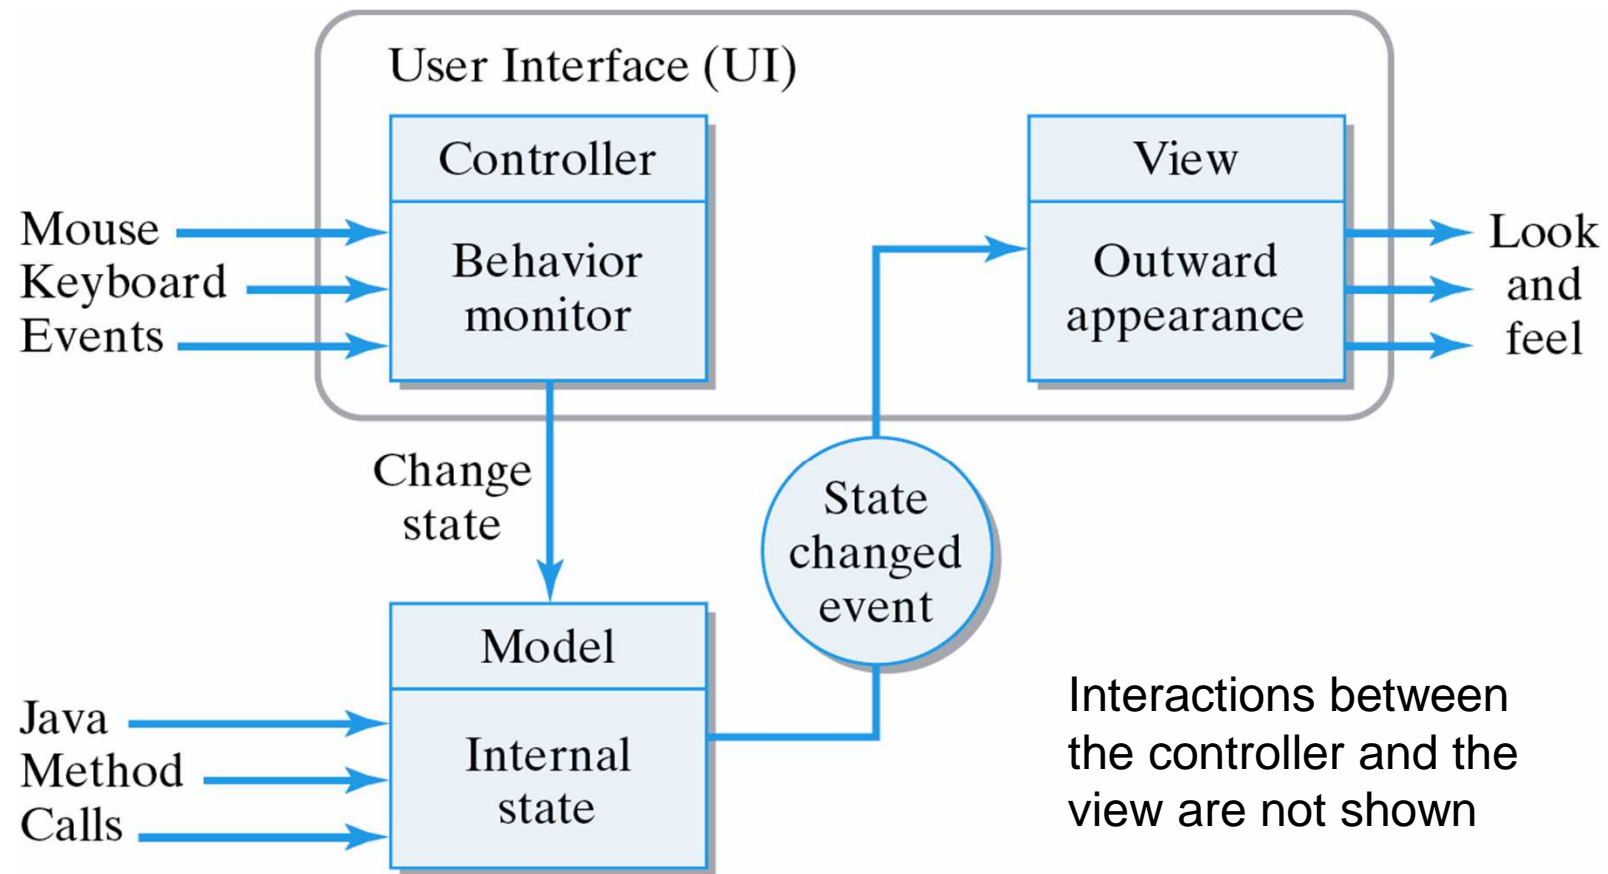 User Interface (UI)
Controller
View
Mouse
Keyboard
Events
Behavior
monitor
Outward
appearance
Look
and
feel
Change
state
State
changed
event
Model
Java
Method
Calls
Internal
state
Interactions between
the controller and the
view are not shown